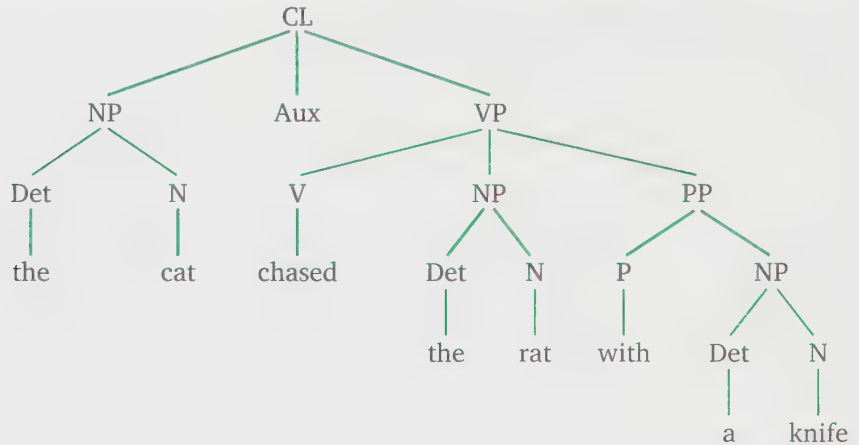 CL
NP Aux VP
Det N V NP PP
the cat chased Det N P NP
the rat with Det N
a knife